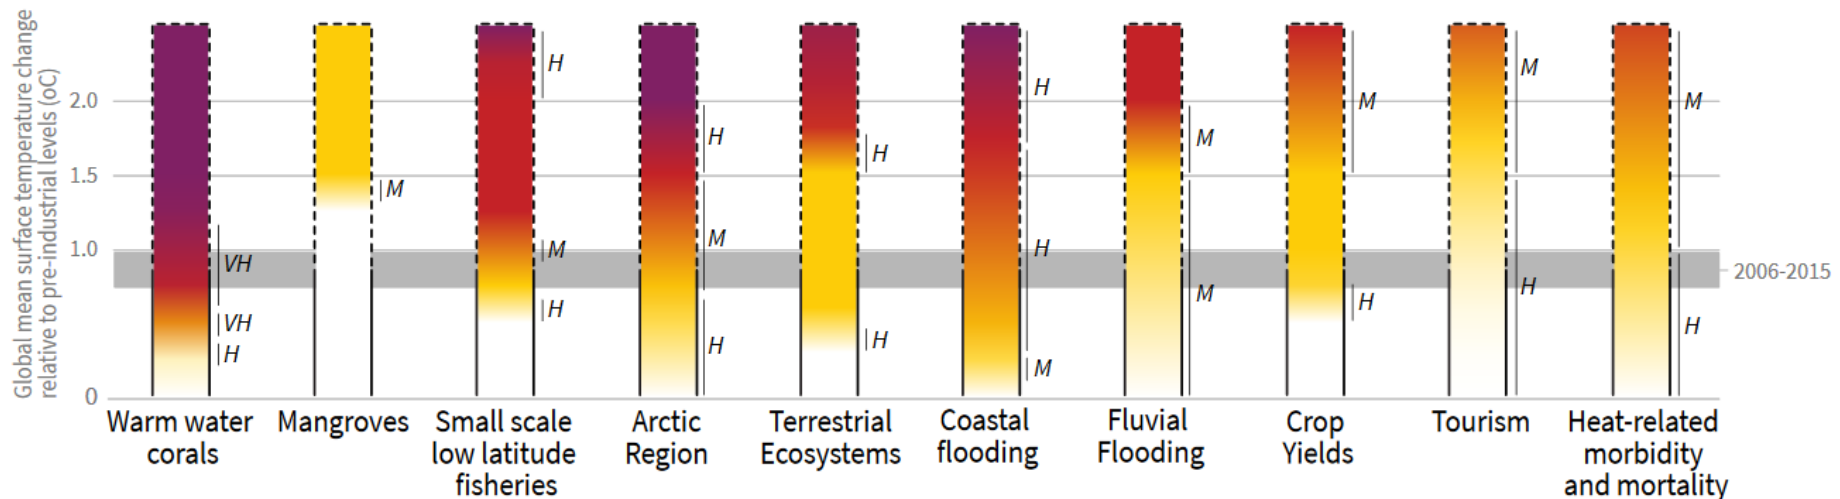 Global mean surface temperature change
relative to pre-industrial levels (oC)
2.0
1.5
1.0
0
2006-2015
VH
VH
H
M
H
M
H
H
M
H
H
H
H
H
M
M
M
M
H
M
H
M
H
Warm water
corals
Mangroves
Small scale
low latitude
fisheries
Arctic
Region
Terrestrial
Ecosystems
Coastal
flooding
Fluvial
Flooding
Crop
Yields
Tourism
Heat-related
morbidity
and mortality